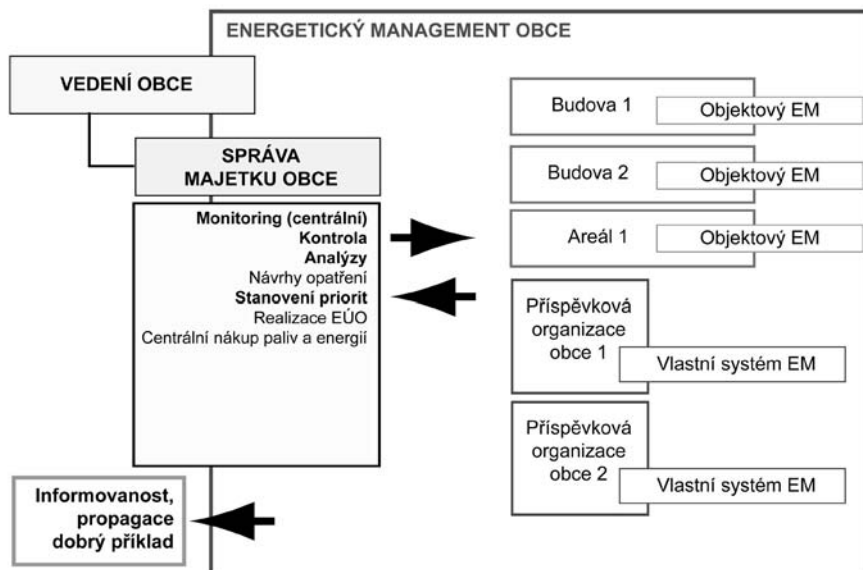 ENERGETICKÝ MANAGEMENT OBCE
VEDENÍ OBCE
SPRÁVA
MAJETKU OBCE
Monitoring (centrální)
Kontrola
Analýzy
Návrhy opatření
Stanovení priorit
Realizace EÚO
Centrální nákup paliv a energií
Informovanost,
propagace
dobrý příklad
Budova 1
Objektový EM
Budova 2
Objektový EM
Areál 1
Objektový EM
Příspěvková
organizace
obce 1
Vlastní systém EM
Příspěvková
organizace
obce 2
Vlastní systém EM